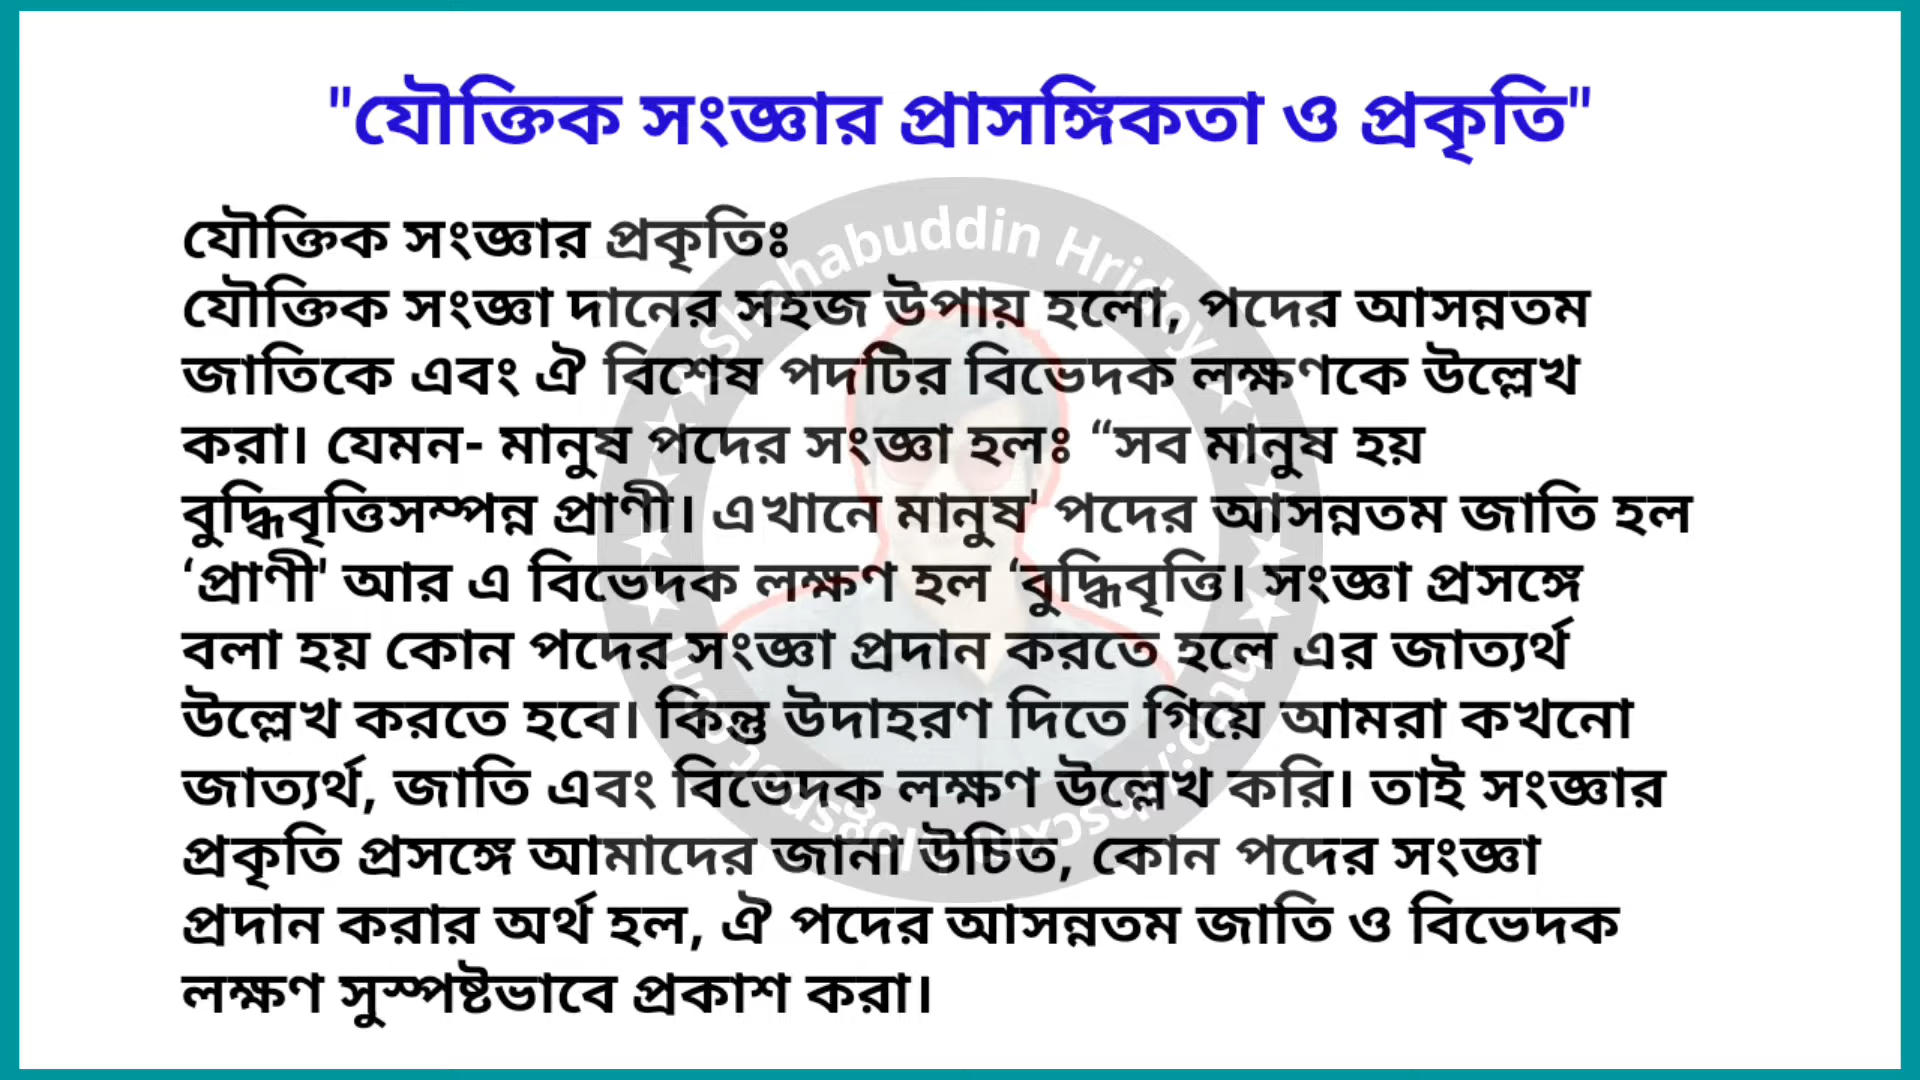 "যৌক্তিক সংজ্ঞার প্রাসঙ্গিকতা ও প্রকৃতি"
যৌক্তিক সংজ্ঞার প্রকৃতিঃ
যৌক্তিক সংজ্ঞা দানের সহজ উপায় হলো, পদের আসন্নতম
জাতিকে এবং ঐ বিশেষ পদটির বিভেদক লক্ষণকে উল্লেখ
করা। যেমন- মানুষ পদের সংজ্ঞা হলঃ “সব মানুষ হয়
বুদ্ধিবৃত্তিসম্পন্ন প্রাণী। এখানে মানুষ' পদের আসন্নতম জাতি হল
‘প্রাণী' আর এ বিভেদক লক্ষণ হল ‘বুদ্ধিবৃত্তি। সংজ্ঞা প্রসঙ্গে
বলা হয় কোন পদের সংজ্ঞা প্রদান করতে হলে এর জাত্যর্থ
উল্লেখ করতে হবে। কিন্তু উদাহরণ দিতে গিয়ে আমরা কখনো
জাত্যর্থ, জাতি এবং বিভেদক লক্ষণ উল্লেখ করি। তাই সংজ্ঞার
প্রকৃতি প্রসঙ্গে আমাদের জানা উচিত, কোন পদের সংজ্ঞা
প্রদান করার অর্থ হল, ঐ পদের আসন্নতম জাতি ও বিভেদক
লক্ষণ সুস্পষ্টভাবে প্রকাশ করা।
Shahabuddin Hridoy